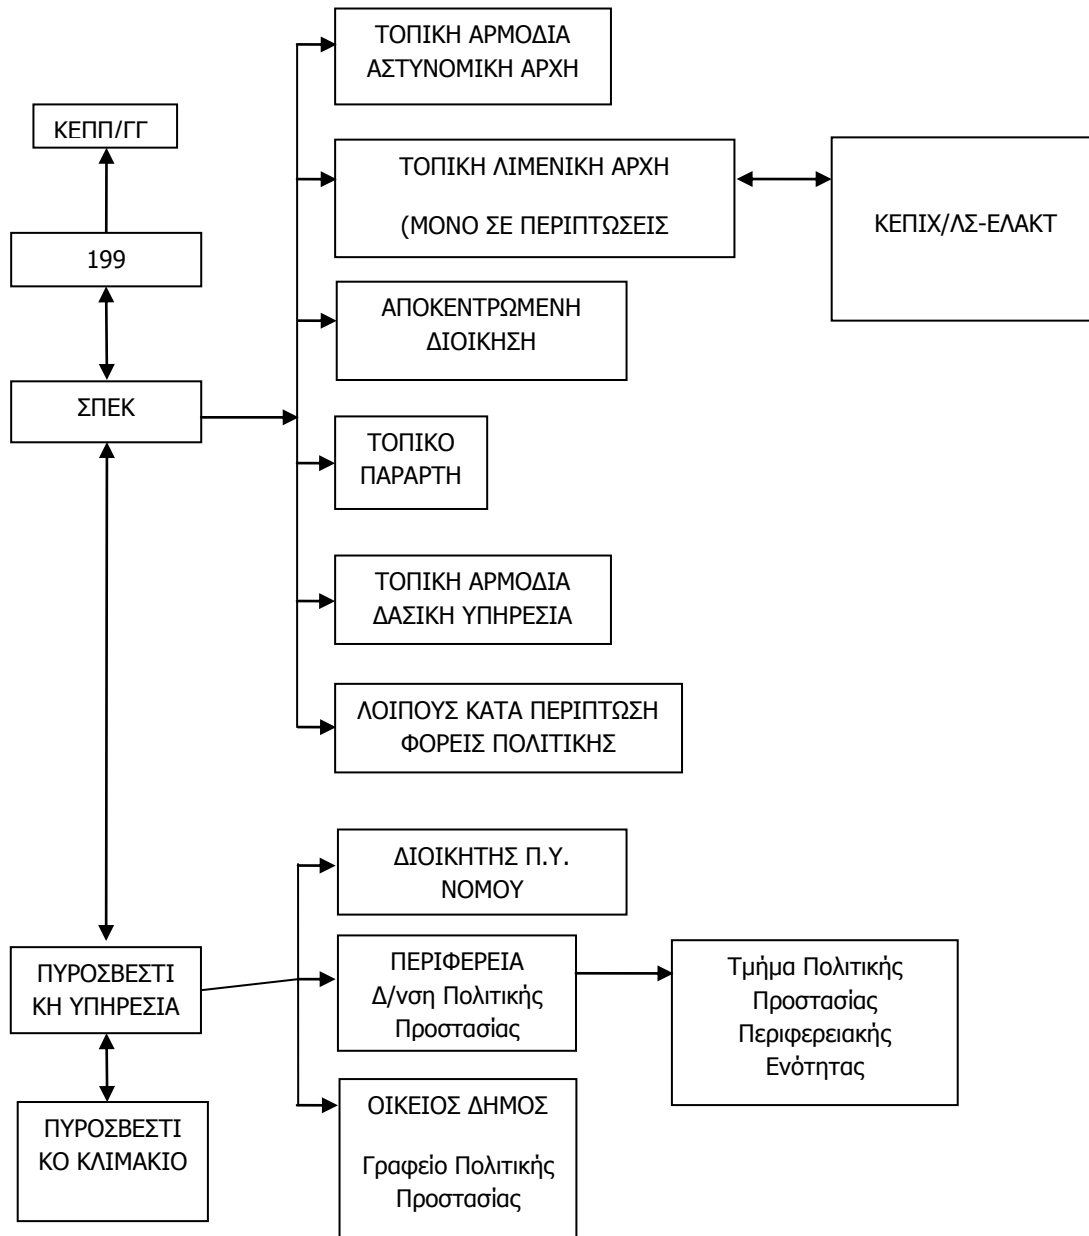 ΤΟΠΙΚΗ ΑΡΜΟΔΙΑ
ΑΣΤΥΝΟΜΙΚΗ ΑΡΧΗ
ΚΕΠΠ/ΓΓ
ΤΟΠΙΚΗ ΛΙΜΕΝΙΚΗ ΑΡΧΗ
(ΜΟΝΟ ΣΕ ΠΕΡΙΠΤΩΣΕΙΣ
ΚΕΠΙΧ/ΛΣ-ΕΛΑΚΤ
199
ΑΠΟΚΕΝΤΡΩΜΕΝΗ
ΔΙΟΙΚΗΣΗ
ΣΠΕΚ
ΤΟΠΙΚΟ
ΠΑΡΑΡΤΗ
ΤΟΠΙΚΗ ΑΡΜΟΔΙΑ
ΔΑΣΙΚΗ ΥΠΗΡΕΣΙΑ
ΛΟΙΠΟΥΣ ΚΑΤΑ ΠΕΡΙΠΤΩΣΗ
ΦΟΡΕΙΣ ΠΟΛΙΤΙΚΗΣ
ΔΙΟΙΚΗΤΗΣ Π.Υ.
ΝΟΜΟΥ
ΠΥΡΟΣΒΕΣΤΙ
ΚΗ ΥΠΗΡΕΣΙΑ
ΠΕΡΙΦΕΡΕΙΑ
Δ/νση Πολιτικής
Προστασίας
Τμήμα Πολιτικής
Προστασίας
Περιφερειακής
Ενότητας
ΠΥΡΟΣΒΕΣΤΙ
ΚΟ ΚΛΙΜΑΚΙΟ
ΟΙΚΕΙΟΣ ΔΗΜΟΣ
Γραφείο Πολιτικής
Προστασίας